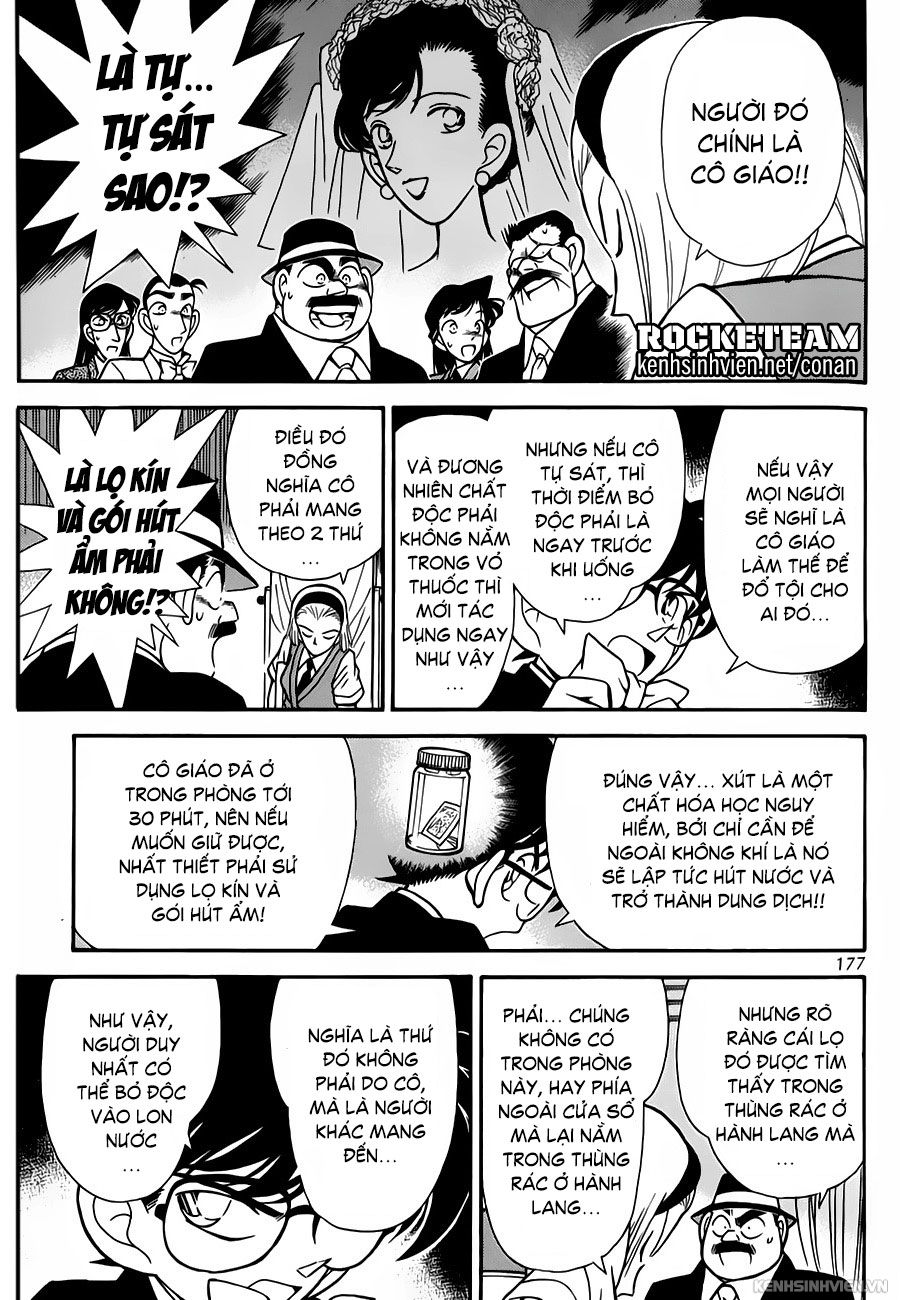 NGƯỜI ĐÓ
CHÍNH LÀ
CÔ GIÁO!!
LÀ TỰ...
TỰ SÁT
SAO!?
ROCKETEAM
kenhsinhvien.net/conan
NẾU VẬY
MỌI NGƯỜI
SẼ NGHĨ LÀ
CÔ GIÁO
LÀM THẾ ĐỂ
ĐỔ TỘI CHO
AI ĐÓ...
NHƯNG NẾU CÔ
TỰ SÁT, THÌ
THỜI ĐIỂM BỎ
ĐỘC PHẢI LÀ
NGAY TRƯỚC
KHI UỐNG
...
VÀ ĐƯƠNG
NHIÊN CHẤT
ĐỘC PHẢI
KHÔNG NẰM
TRONG VỎ
THUỐC THÌ
MỚI TÁC
DỤNG NGAY
NHƯ VẬY
...
ĐIỀU ĐÓ
ĐỒNG
NGHĨA CÔ
PHẢI MANG
THEO 2 THỨ
...
LÀ LỌ KÍN
VÀ GÓI HÚT
ẨM PHẢI
KHÔNG!?
ĐÚNG VẬY... XÚT LÀ MỘT
CHẤT HÓA HỌC NGUY
HIỂM, BỞI CHỈ CẦN ĐỂ
NGOÀI KHÔNG KHÍ LÀ NÓ
SẼ LẬP TỨC HÚT NƯỚC VÀ
TRỞ THÀNH DUNG DỊCH!!
CÔ GIÁO ĐÃ Ở
TRONG PHÒNG TỚI
30 PHÚT, NÊN NẾU
MUỐN GIỮ ĐƯỢC,
NHẤT THIẾT PHẢI SỬ
DỤNG LỌ KÍN VÀ
GÓI HÚT ẨM!
177
NHƯNG RÕ
RÀNG CÁI LỌ
ĐÓ ĐƯỢC TÌM
THẤY TRONG
THÙNG RÁC Ở
HÀNH LANG MÀ
...
PHẢI... CHÚNG
KHÔNG CÓ
TRONG PHÒNG
NÀY, HAY PHÍA
NGOÀI CỬA SỔ
MÀ LẠI NẰM
TRONG THÙNG
RÁC Ở HÀNH
LANG...
NGHĨA LÀ THỨ
ĐÓ KHÔNG
PHẢI DO CÔ,
MÀ LÀ NGƯỜI
KHÁC MANG
ĐẾN...
NHƯ VẬY,
NGƯỜI DUY
NHẤT CÓ
THỂ BỎ ĐỘC
VÀO LON
NƯỚC
...
KENHSINHVIEN.VN